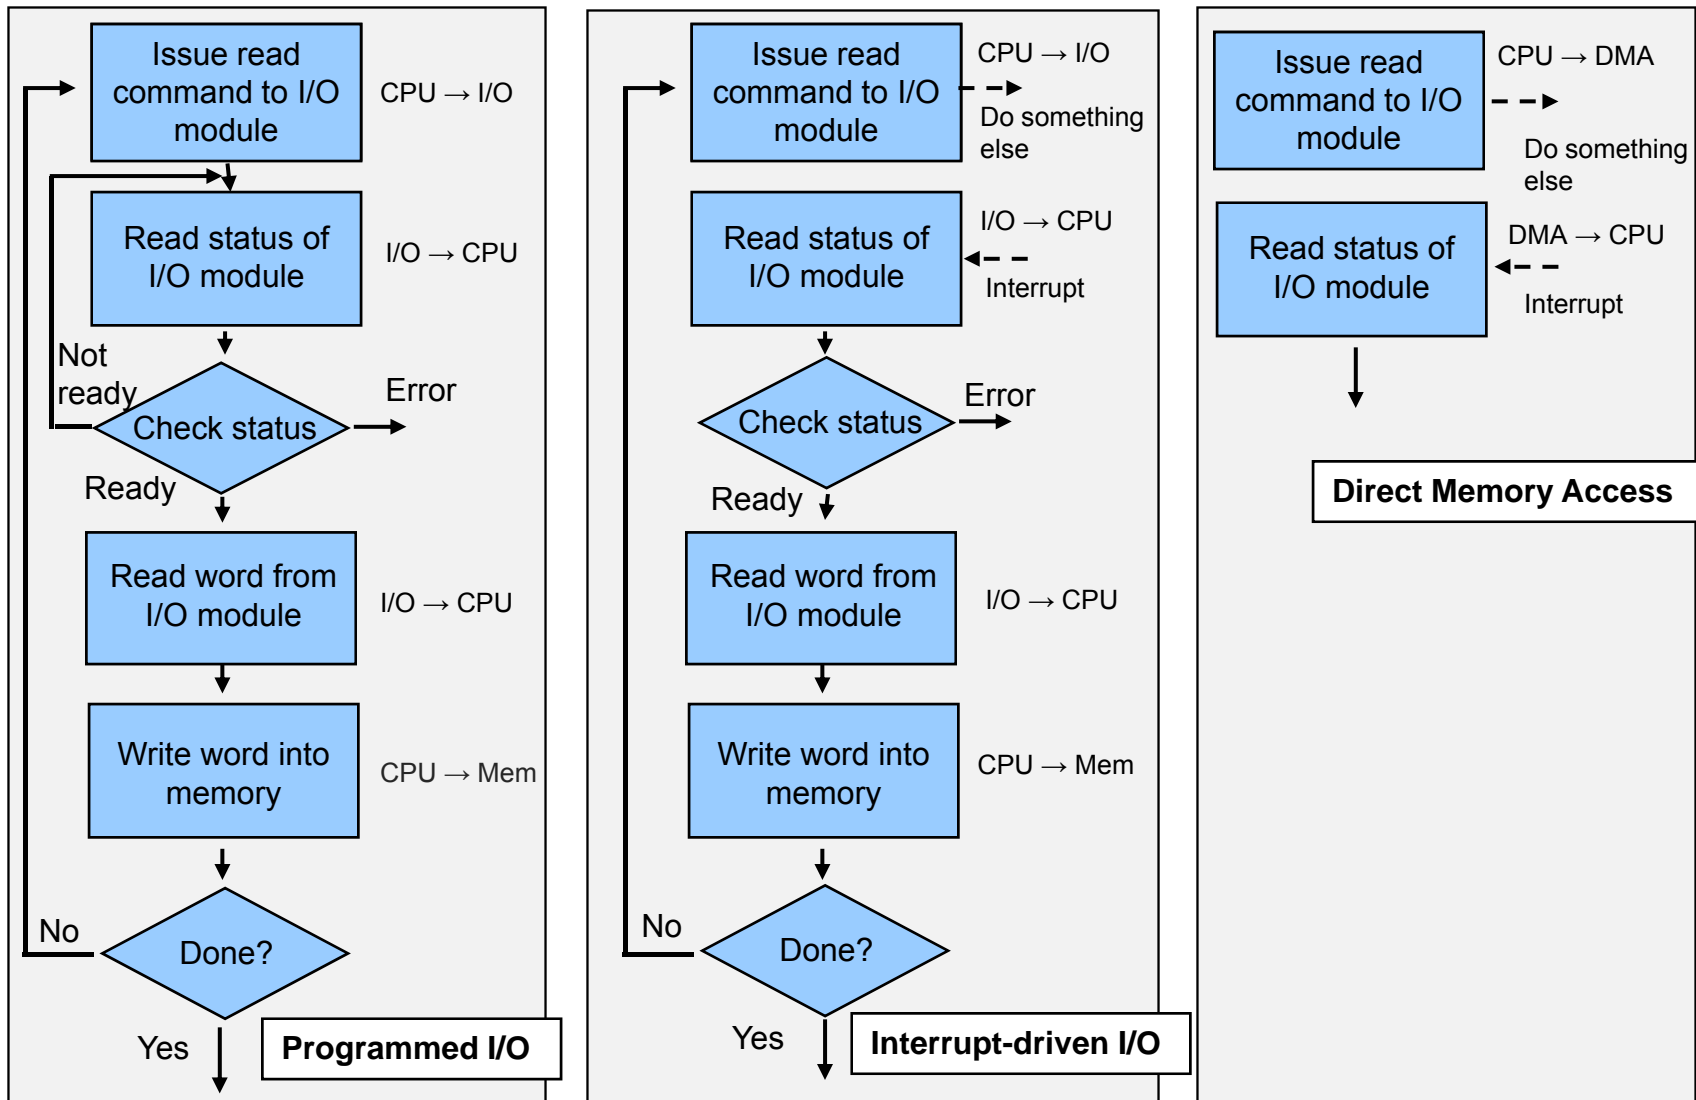 Issue read
command to I/O
module
CPU → I/O
Read status of
I/O module
I/O → CPU
Not
ready
Check status
Error
Ready
Read word from
I/O module
I/O → CPU
Write word into
memory
CPU → Mem
No
Done?
Yes
Programmed I/O
Issue read
command to I/O
module
CPU → I/O
Do something
else
Read status of
I/O module
I/O → CPU
Interrupt
Check status
Error
Ready
Read word from
I/O module
I/O → CPU
Write word into
memory
CPU → Mem
No
Done?
Yes
Interrupt-driven I/O
Issue read
command to I/O
module
CPU → DMA
Do something
else
Read status of
I/O module
DMA → CPU
Interrupt
Direct Memory Access